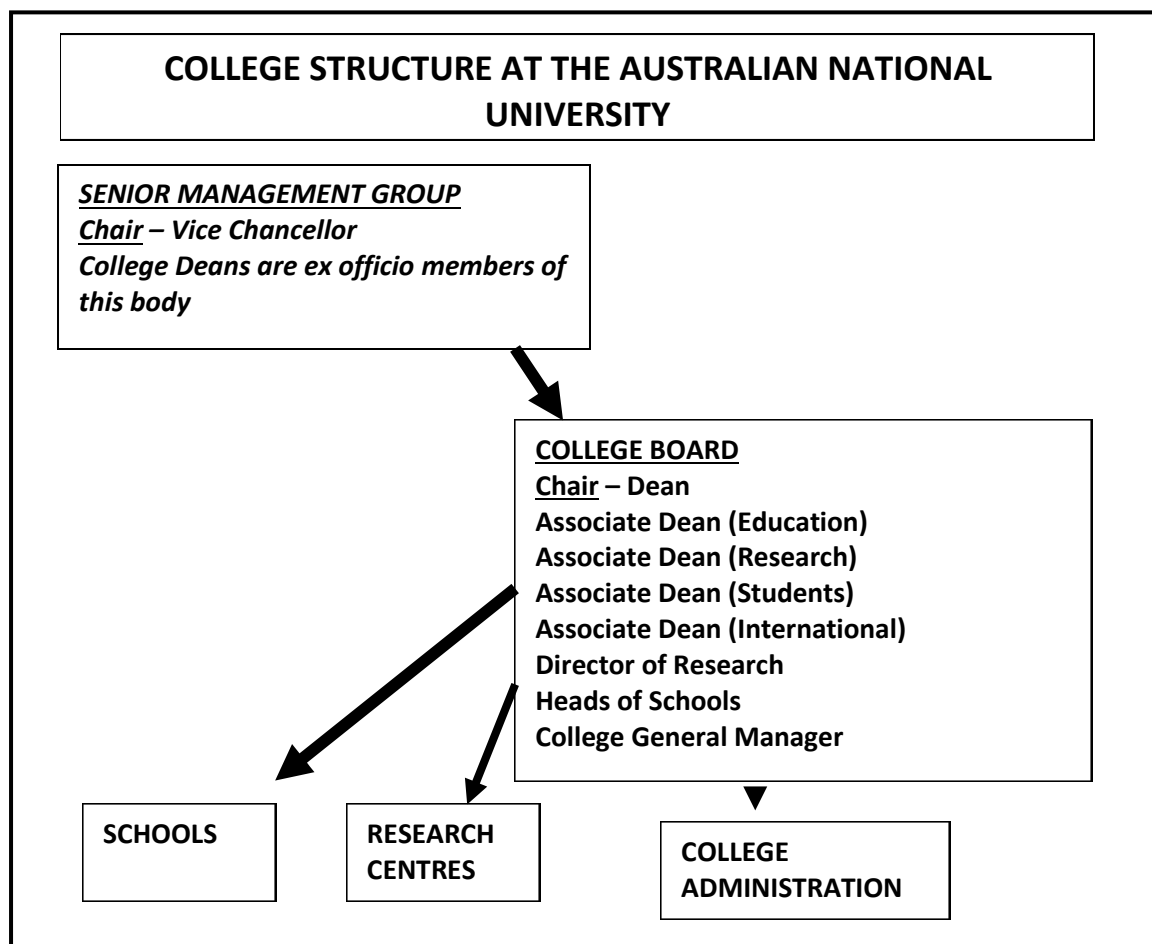 COLLEGE STRUCTURE AT THE AUSTRALIAN NATIONAL
UNIVERSITY
SENIOR MANAGEMENT GROUP
Chair – Vice Chancellor
College Deans are ex officio members of
this body
COLLEGE BOARD
Chair – Dean
Associate Dean (Education)
Associate Dean (Research)
Associate Dean (Students)
Associate Dean (International)
Director of Research
Heads of Schools
College General Manager
SCHOOLS
RESEARCH
CENTRES
COLLEGE
ADMINISTRATION